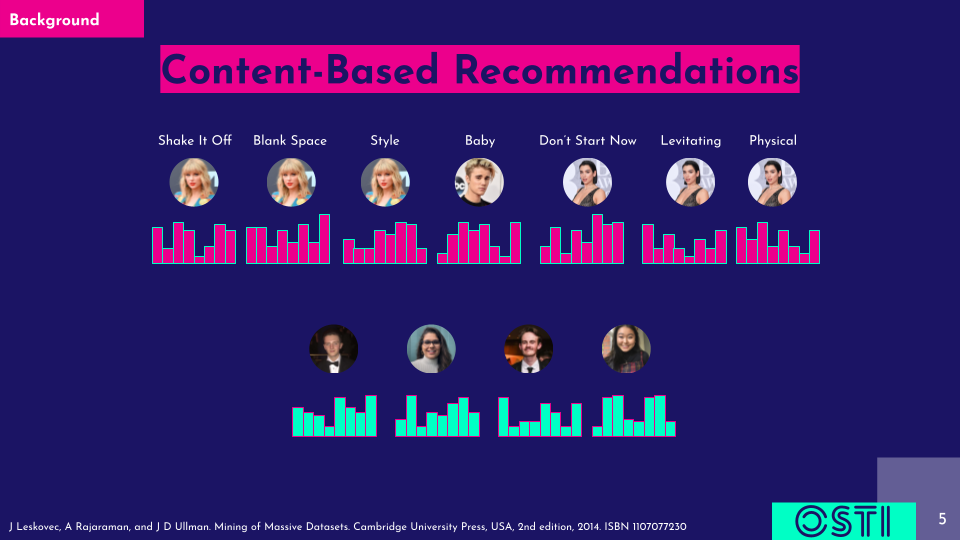 Background
Content-Based Recommendations
Shake It Off Blank Space Style Baby Don't Start Now Levitating Physical
J Leskovec, A Rajaraman, and J D Ullman. Mining of Massive Datasets. Cambridge University Press, USA, 2nd edition, 2014. ISBN 1107077230
OSTI
5